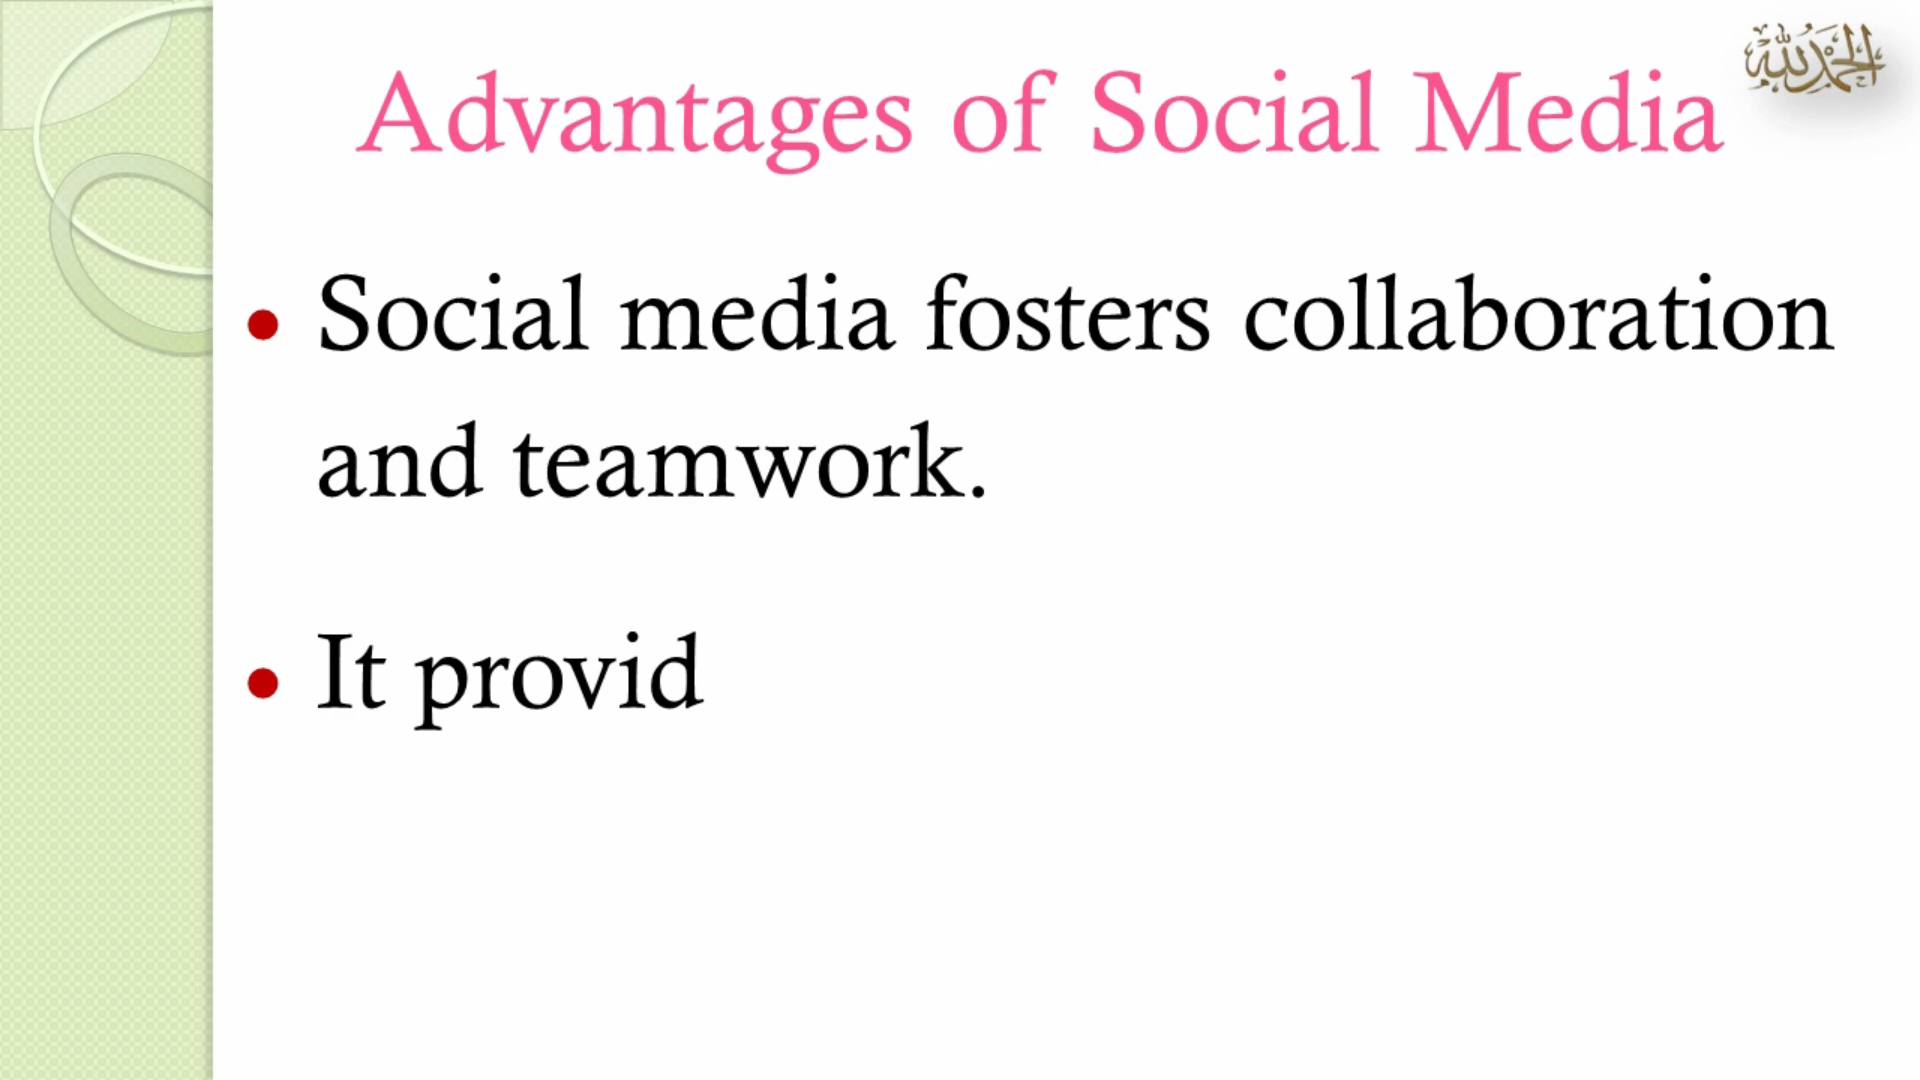 Advantages of Social Media
الحمد لله
• Social media fosters collaboration
and teamwork.
• It provid